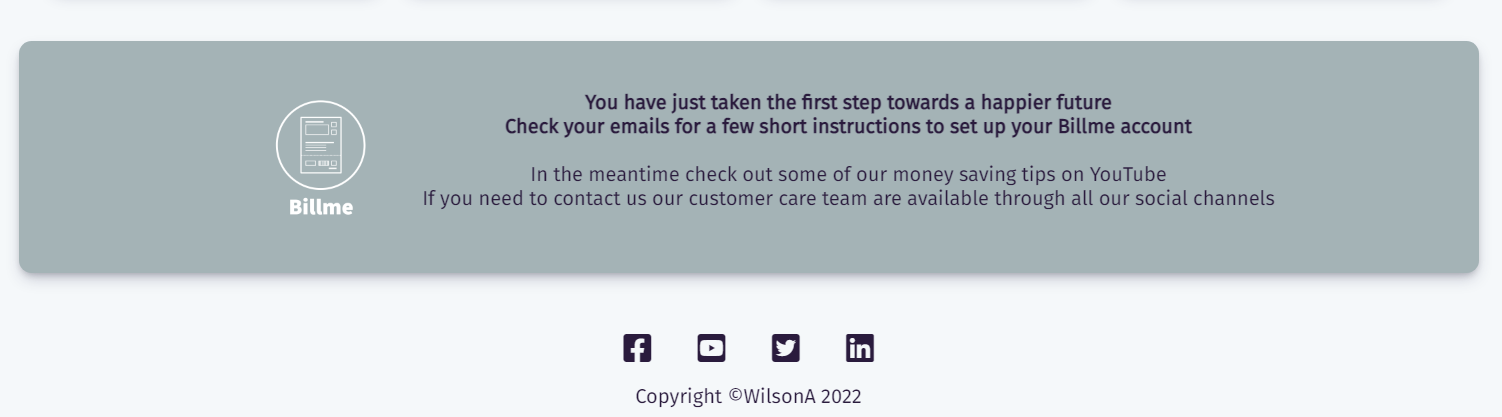 You have just taken the first step towards a happier future
Check your emails for a few short instructions to set up your Billme account
In the meantime check out some of our money saving tips on YouTube
If you need to contact us our customer care team are available through all our social channels
Billme
Copyright ©WilsonA 2022